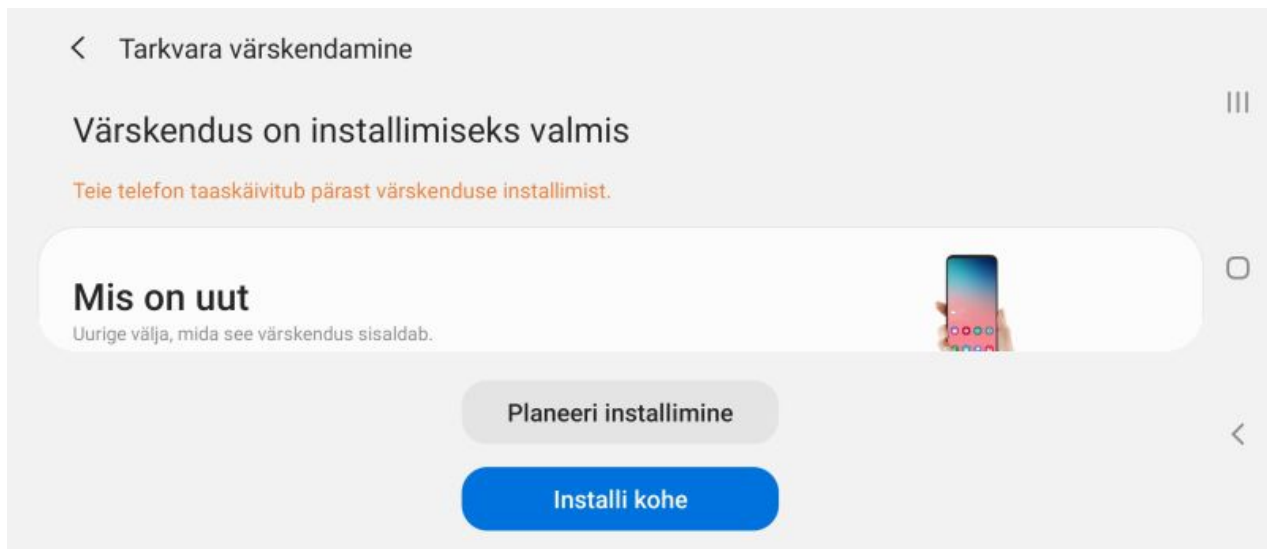 Tarkvara värskendamine
Värskendus on installimiseks valmis
Teie telefon taaskäivitub pärast värskenduse installimist.
Mis on uut
Uurige välja, mida see värskendus sisaldab.
Planeeri installimine
Installi kohe